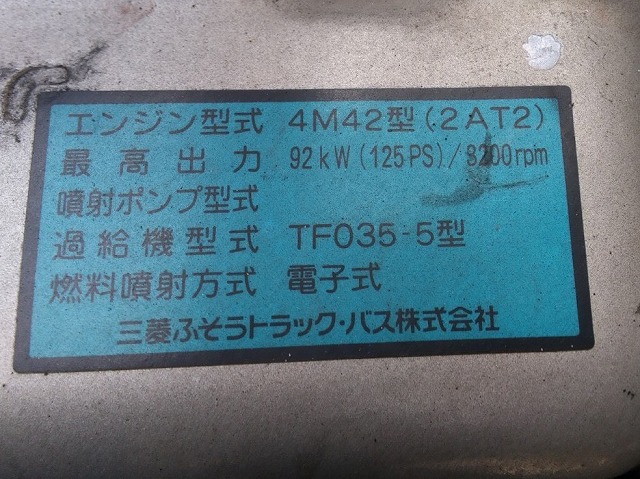 エンジン型式 4M42型(2AT2)
最高出力 92kW(125PS)/3200rpm
噴射ポンプ型式
過給機型式 TF035-5型
燃料噴射方式 電子式
三菱ふそうトラック・バス株式会社